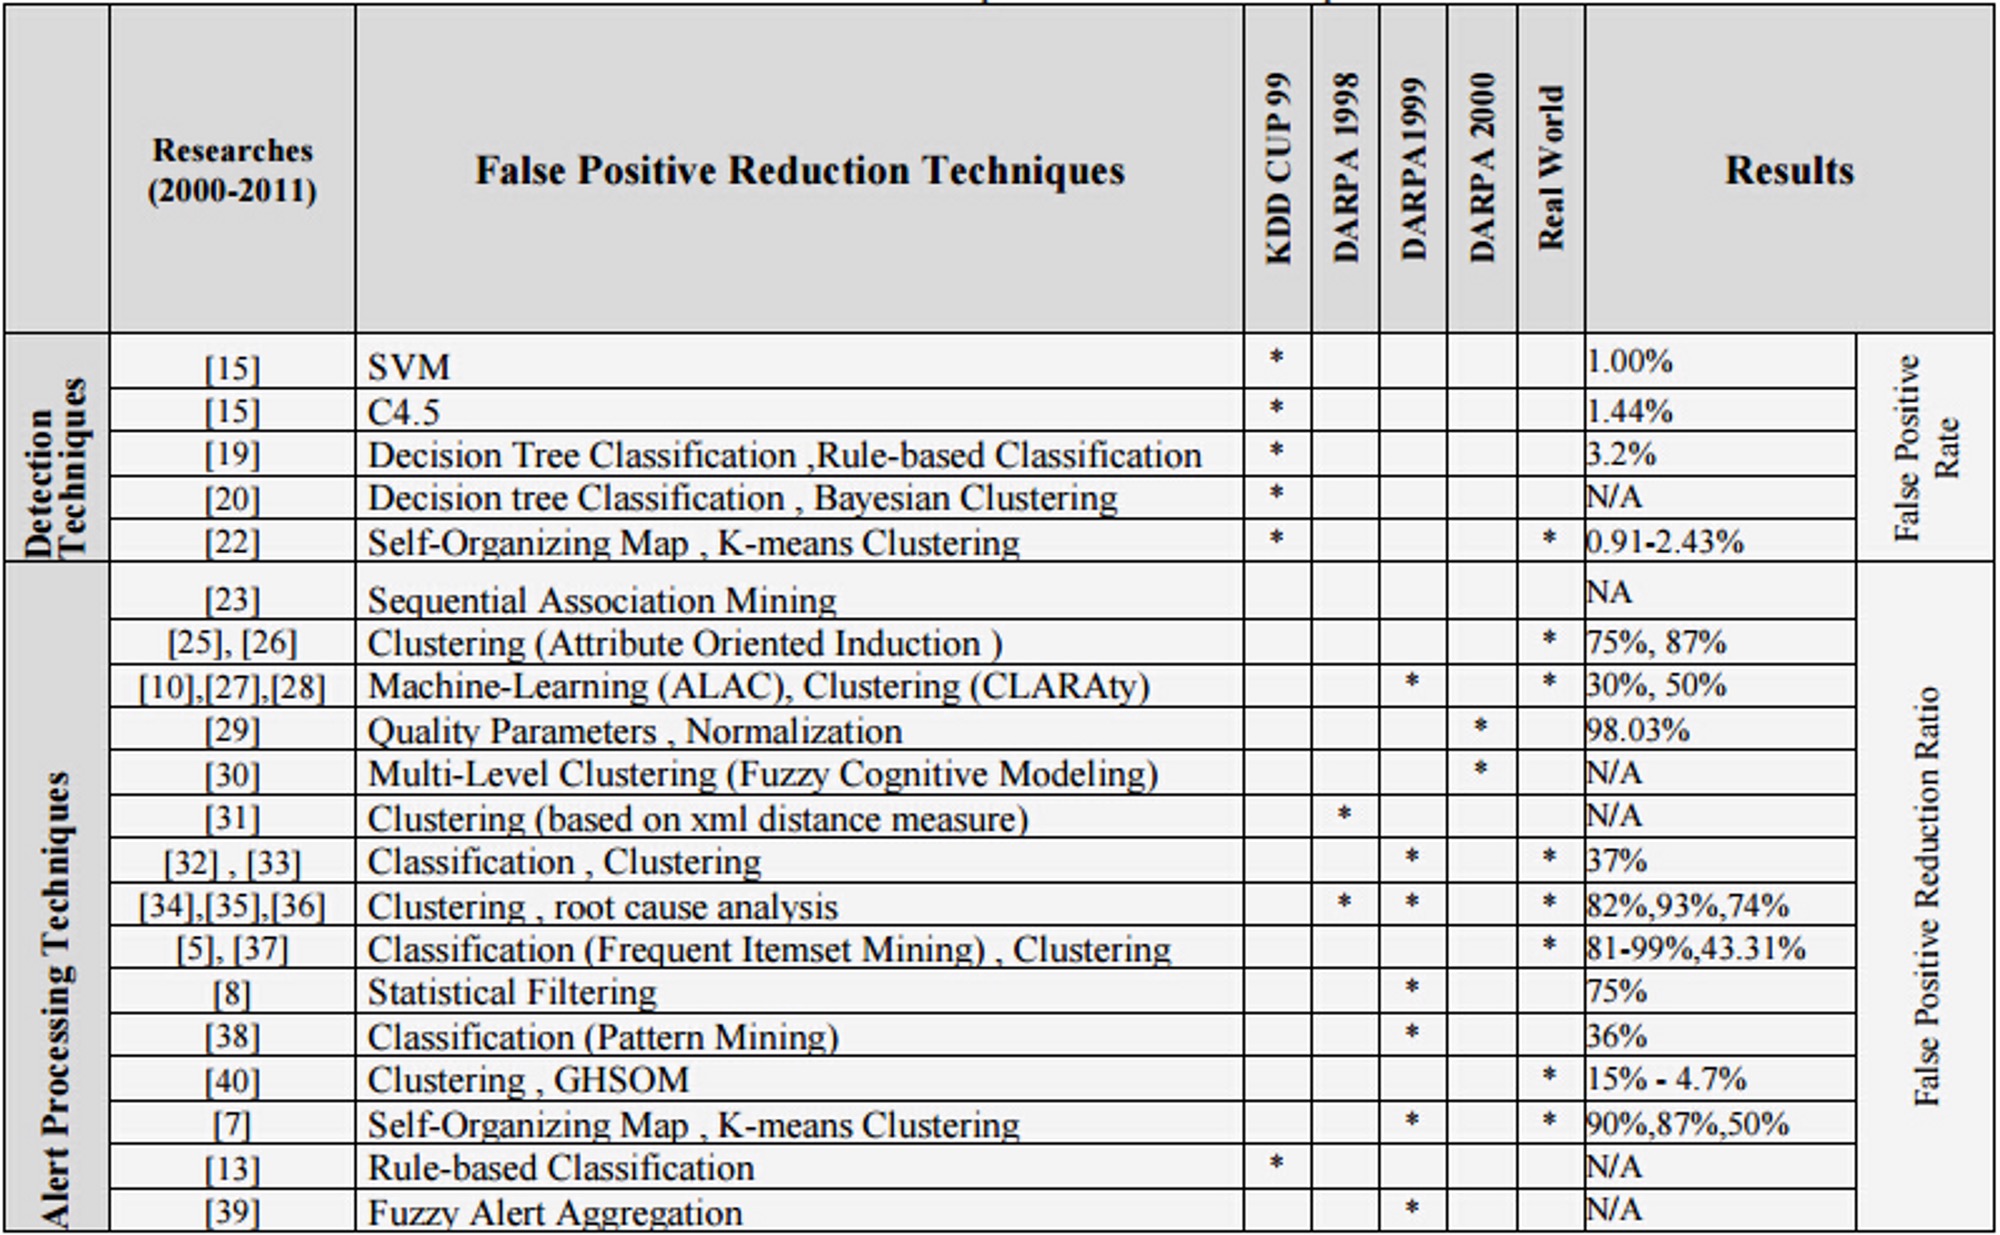 Researches
(2000-2011)
False Positive Reduction Techniques
KDD CUP 99
DARPA 1998
DARPA1999
DARPA 2000
Real World
Results
Detection
Techniques
False Positive
Rate
[15] SVM * 1.00%
[15] C4.5 * 1.44%
[19] Decision Tree Classification ,Rule-based Classification * 3.2%
[20] Decision tree Classification , Bayesian Clustering * N/A
[22] Self-Organizing Map , K-means Clustering * * 0.91-2.43%
Alert Processing Techniques
False Positive Reduction Ratio
[23] Sequential Association Mining NA
[25], [26] Clustering (Attribute Oriented Induction ) * 75%, 87%
[10],[27],[28] Machine-Learning (ALAC), Clustering (CLARAty) * * 30%, 50%
[29] Quality Parameters , Normalization * 98.03%
[30] Multi-Level Clustering (Fuzzy Cognitive Modeling) * N/A
[31] Clustering (based on xml distance measure) * N/A
[32] , [33] Classification , Clustering * * 37%
[34],[35],[36] Clustering , root cause analysis * * * 82%,93%,74%
[5], [37] Classification (Frequent Itemset Mining) , Clustering * 81-99%,43.31%
[8] Statistical Filtering * 75%
[38] Classification (Pattern Mining) * 36%
[40] Clustering , GHSOM * 15% - 4.7%
[7] Self-Organizing Map , K-means Clustering * * 90%,87%,50%
[13] Rule-based Classification * N/A
[39] Fuzzy Alert Aggregation * N/A